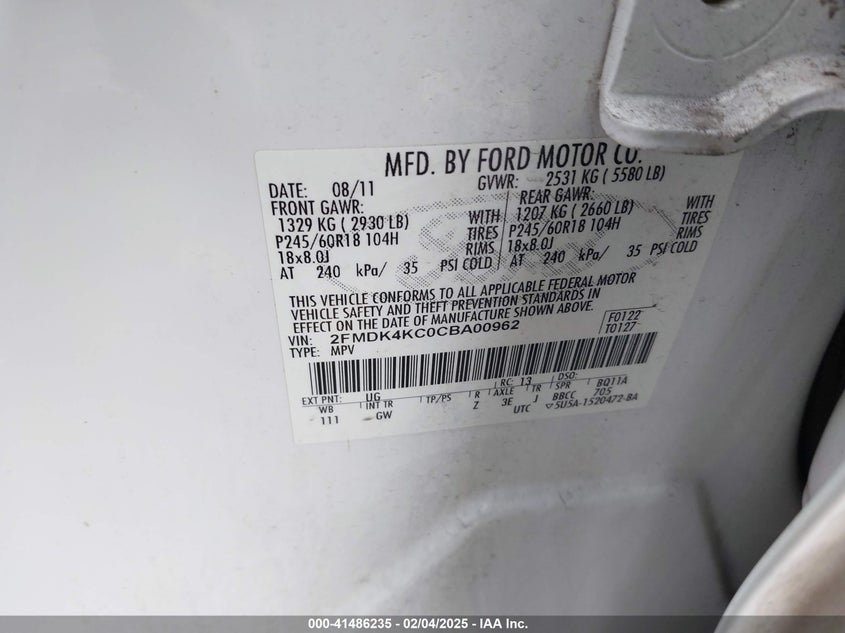 MFD. BY FORD MOTOR CO.
DATE: 08/11 GVWR: 2531 KG ( 5580 LB)
FRONT GAWR: REAR GAWR:
1329 KG ( 2930 LB) WITH 1207 KG ( 2660 LB) WITH
P245/60R18 104H TIRES P245/60R18 104H TIRES
18x8.0J RIMS 18x8.0J RIMS
AT 240 kPa/ 35 PSI COLD AT 240 kPa/ 35 PSI COLD
THIS VEHICLE CONFORMS TO ALL APPLICABLE FEDERAL MOTOR
VEHICLE SAFETY AND THEFT PREVENTION STANDARDS IN
EFFECT ON THE DATE OF MANUFACTURE SHOWN ABOVE.
VIN: 2FMDK4KC0CBA00962 F0122
TYPE: MPV T0127
RC: 13 DSO:
EXT PNT: UG TP/PS R AXLE TR SPR BQ11A
WB INT TR Z 3E J BBCC 705
111 GW UTC ▽5U5A-1520472-BA
000-41486235 - 02/04/2025 - IAA Inc.